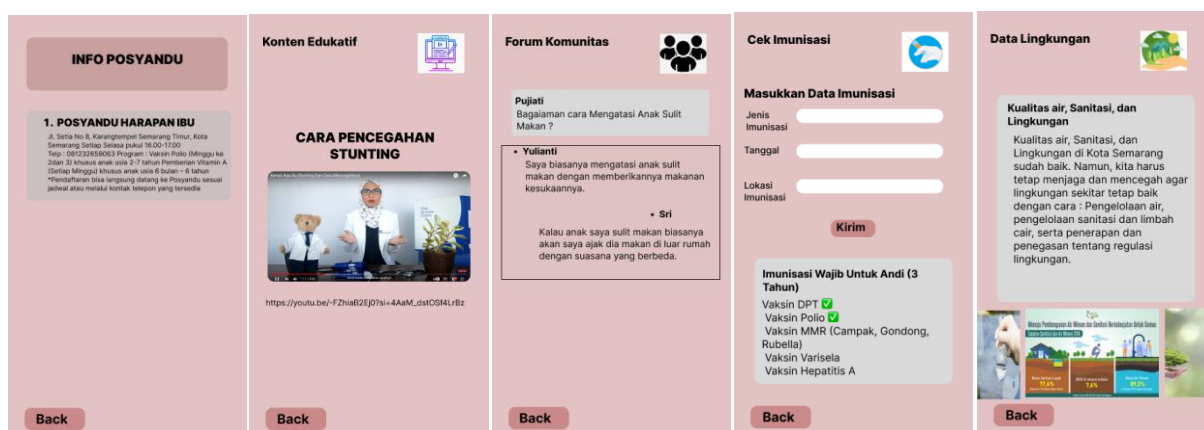 INFO POSYANDU
1. POSYANDU HARAPAN IBU
JL. Setia No 8, Karangtempel Semarang Timur, Kota
Semarang Setiap Selasa pukul 16.00-17.00
Telp : 081232659063 Program : Vaksin Polio (Minggu ke
2dan 3) khusus anak usia 2-7 tahun Pemberian Vitamin A
(Setiap Minggu) khusus anak usia 6 bulan – 6 tahun
*Pendaftaran bisa langsung datang ke Posyandu sesuai
jadwal atau melalui kontak telepon yang tersedia
Back
Konten Edukatif
CARA PENCEGAHAN
STUNTING
https://youtu.be/-FZhiaB2Ej0?si=4AaM_dstOSf4LrBz
Back
Forum Komunitas
Pujiati
Bagaiaman cara Mengatasi Anak Sulit
Makan ?
• Yulianti
Saya biasanya mengatasi anak sulit
makan dengan memberikannya makanan
kesukaannya.
• Sri
Kalau anak saya sulit makan biasanya
akan saya ajak dia makan di luar rumah
dengan suasana yang berbeda.
Back
Cek Imunisasi
Masukkan Data Imunisasi
Jenis
Imunisasi
Tanggal
Lokasi
Imunisasi
Kirim
Imunisasi Wajib Untuk Andi (3
Tahun)
Vaksin DPT ✅
Vaksin Polio ✅
Vaksin MMR (Campak, Gondong,
Rubella)
Vaksin Varisela
Vaksin Hepatitis A
Back
Data Lingkungan
Kualitas air, Sanitasi, dan
Lingkungan
Kualitas air, Sanitasi, dan
Lingkungan di Kota Semarang
sudah baik. Namun, kita harus
tetap menjaga dan mencegah agar
lingkungan sekitar tetap baik
dengan cara : Pengelolaan air,
pengelolaan sanitasi dan limbah
cair, serta penerapan dan
penegasan tentang regulasi
lingkungan.
77,6%
7,6%
Back